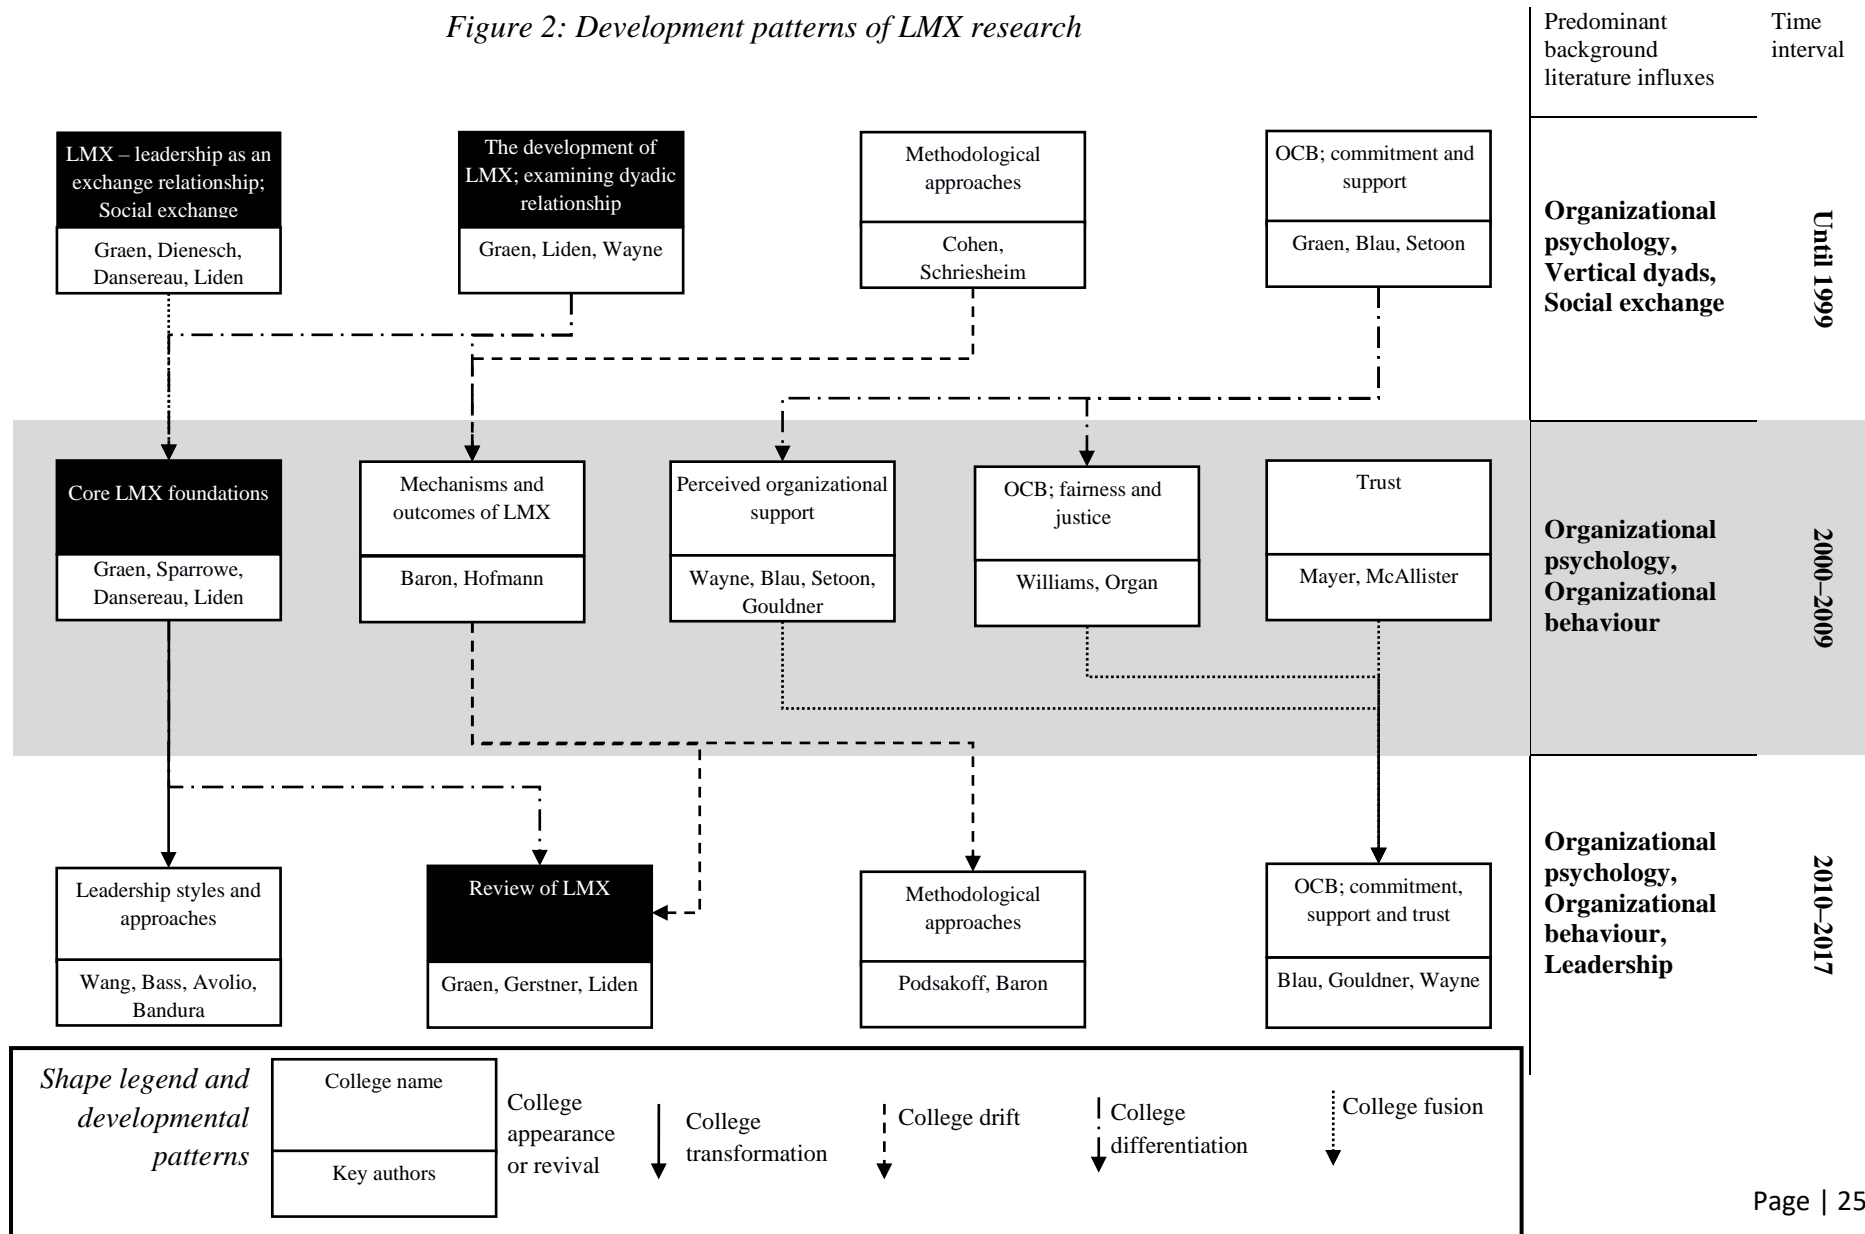 Figure 2: Development patterns of LMX research
Predominant
background
literature influxes
Time
interval
LMX – leadership as an
exchange relationship;
Social exchange
Graen, Dienesch,
Dansereau, Liden
The development of
LMX; examining dyadic
relationship
Graen, Liden, Wayne
Methodological
approaches
Cohen,
Schriesheim
OCB; commitment and
support
Graen, Blau, Setoon
Organizational
psychology,
Vertical dyads,
Social exchange
Until 1999
Core LMX foundations
Graen, Sparrowe,
Dansereau, Liden
Mechanisms and
outcomes of LMX
Baron, Hofmann
Perceived organizational
support
Wayne, Blau, Setoon,
Gouldner
OCB; fairness and
justice
Williams, Organ
Trust
Mayer, McAllister
Organizational
psychology,
Organizational
behaviour
2000–2009
Leadership styles and
approaches
Wang, Bass, Avolio,
Bandura
Review of LMX
Graen, Gerstner, Liden
Methodological
approaches
Podsakoff, Baron
OCB; commitment,
support and trust
Blau, Gouldner, Wayne
Organizational
psychology,
Organizational
behaviour,
Leadership
2010–2017
Shape legend and
developmental
patterns
College name
Key authors
College
appearance
or revival
College
transformation
College drift
College
differentiation
College fusion
Page | 25